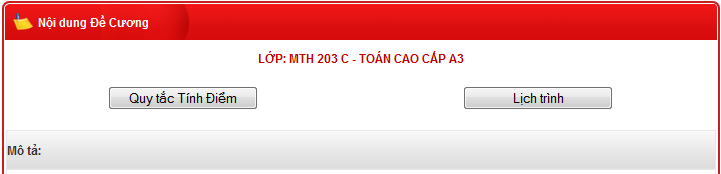 Nội dung Đề Cương
LỚP: MTH 203 C - TOÁN CAO CẤP A3
Quy tắc Tính Điểm
Lịch trình
Mô tả: